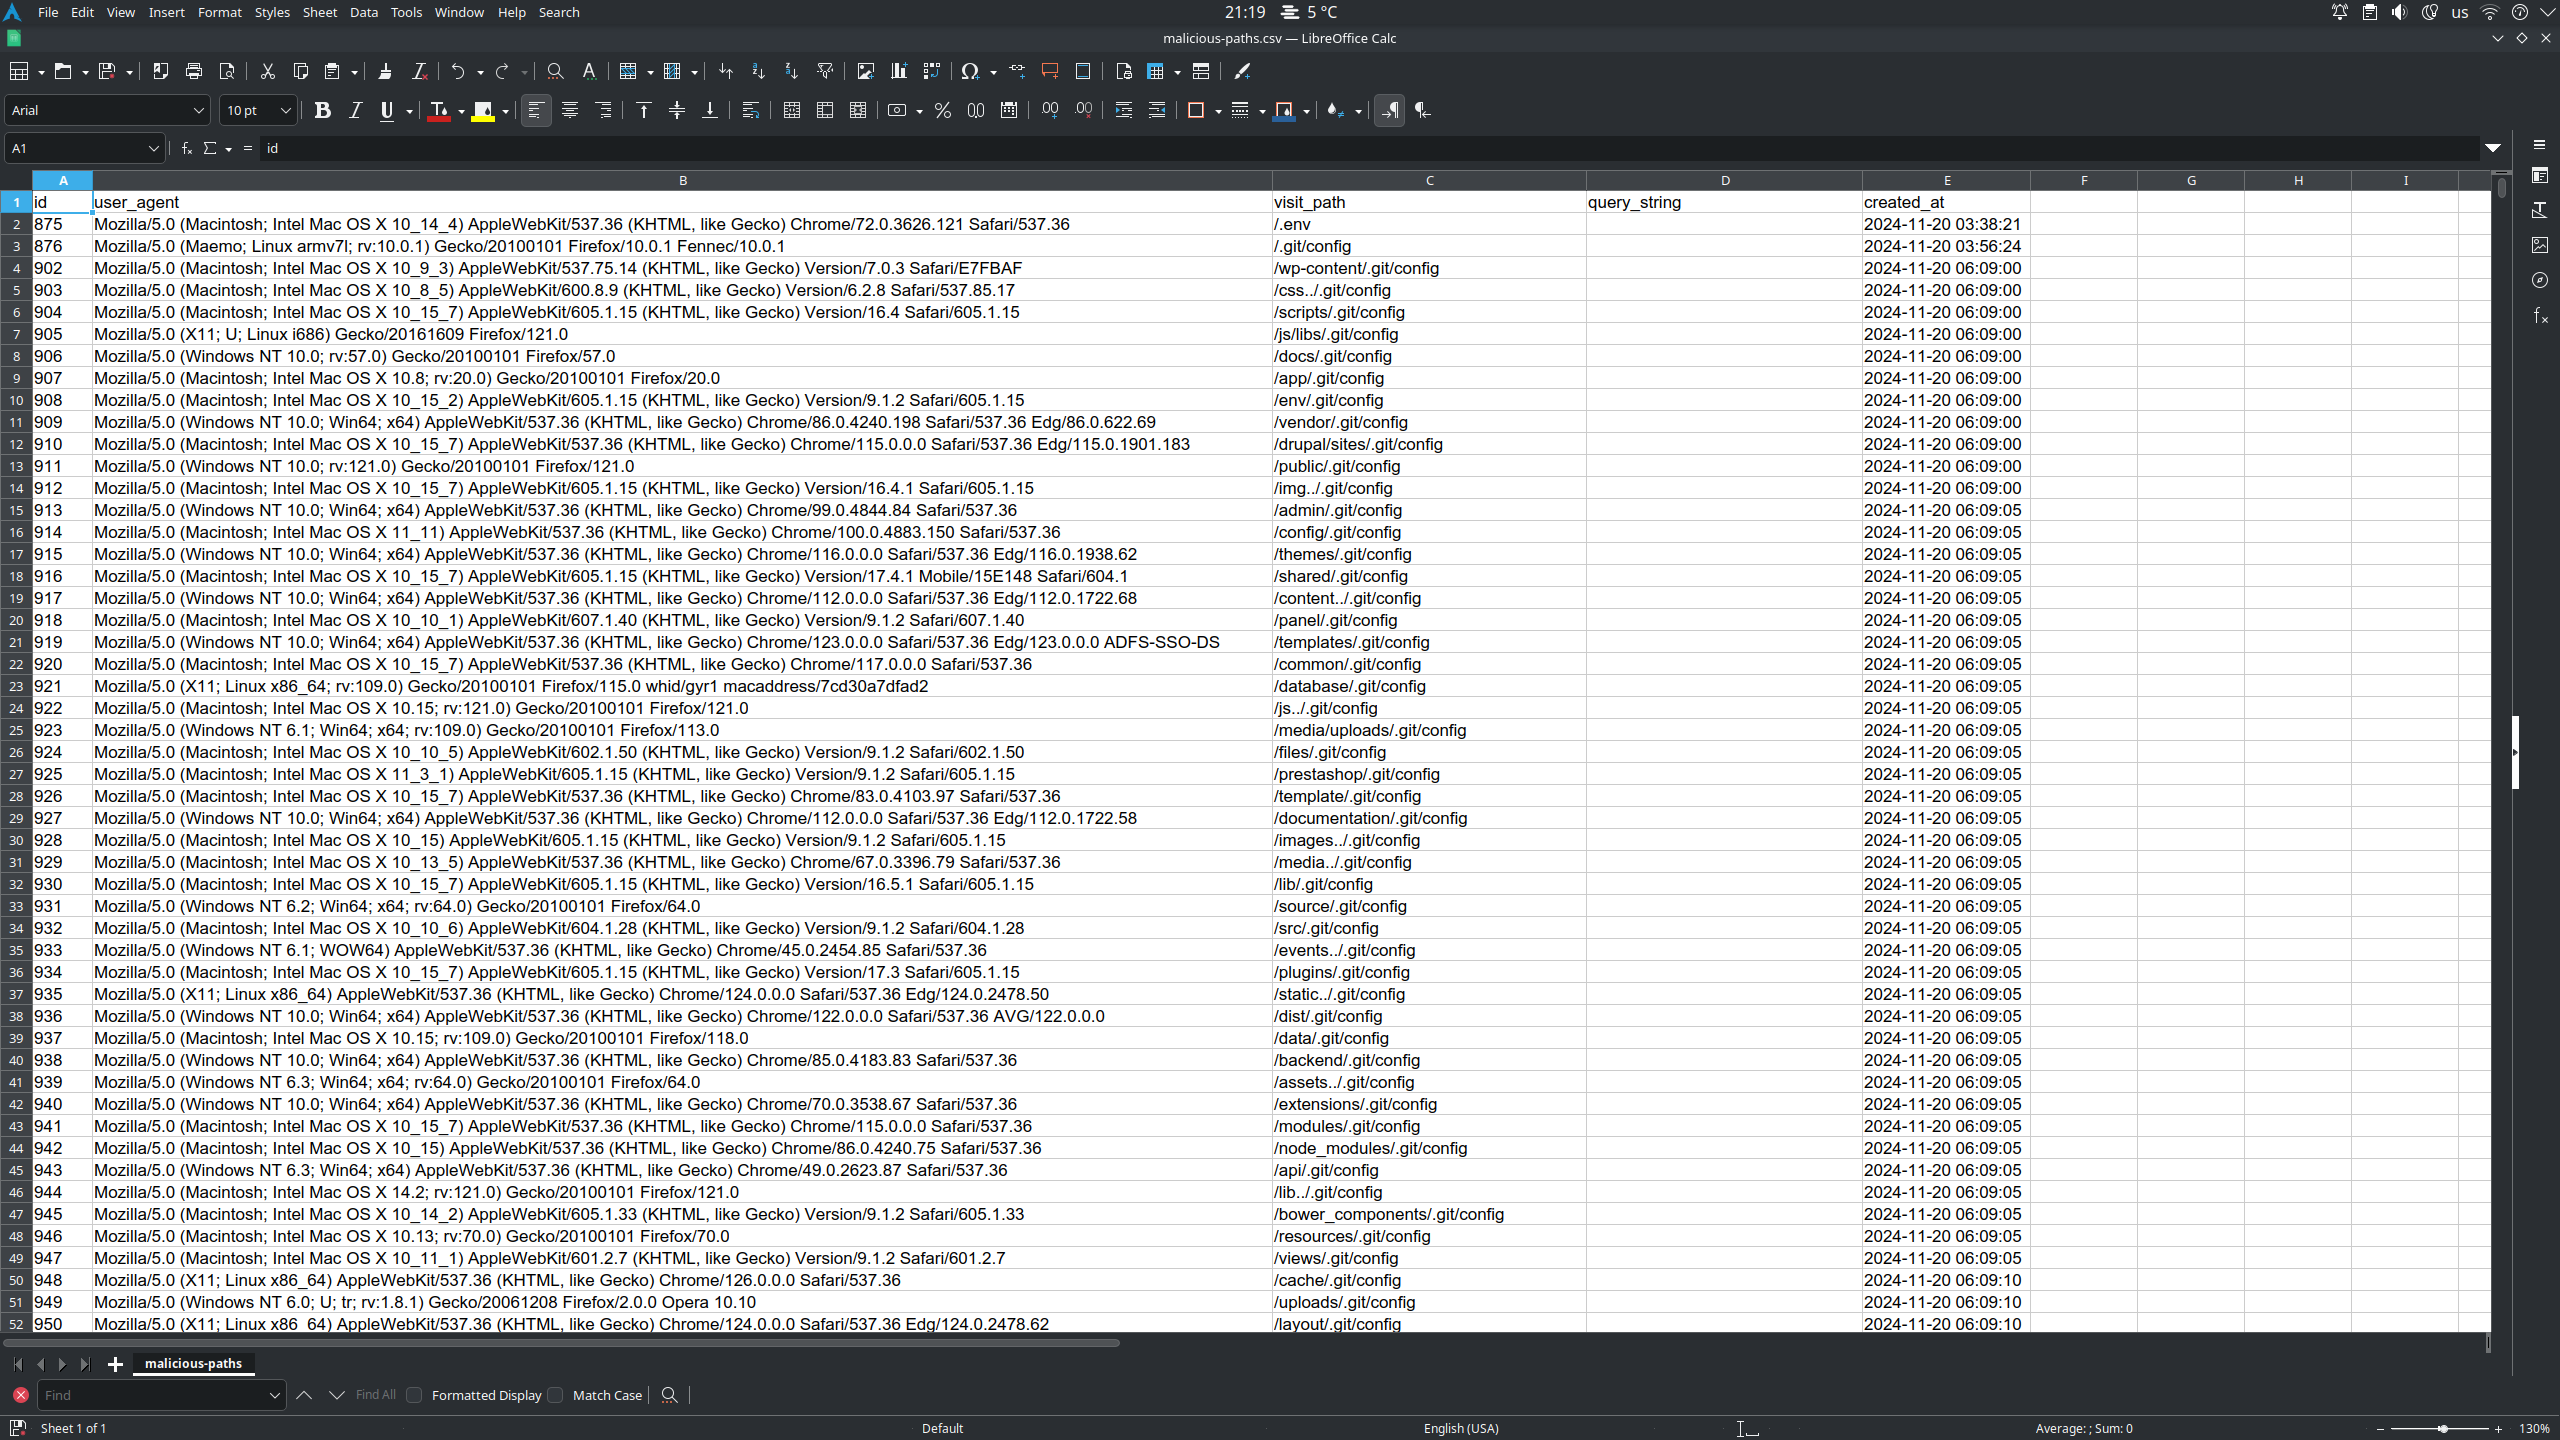 File Edit View Insert Format Styles Sheet Data Tools Window Help Search 21:19 5 °C us
malicious-paths.csv — LibreOffice Calc
Arial 10 pt
A1 id
A B C D E F G H I
1 id user_agent visit_path query_string created_at
2 875 Mozilla/5.0 (Macintosh; Intel Mac OS X 10_14_4) AppleWebKit/537.36 (KHTML, like Gecko) Chrome/72.0.3626.121 Safari/537.36 /.env 2024-11-20 03:38:21
3 876 Mozilla/5.0 (Maemo; Linux armv7l; rv:10.0.1) Gecko/20100101 Firefox/10.0.1 Fennec/10.0.1 /.git/config 2024-11-20 03:56:24
4 902 Mozilla/5.0 (Macintosh; Intel Mac OS X 10_9_3) AppleWebKit/537.75.14 (KHTML, like Gecko) Version/7.0.3 Safari/E7FBAF /wp-content/.git/config 2024-11-20 06:09:00
5 903 Mozilla/5.0 (Macintosh; Intel Mac OS X 10_8_5) AppleWebKit/600.8.9 (KHTML, like Gecko) Version/6.2.8 Safari/537.85.17 /css../.git/config 2024-11-20 06:09:00
6 904 Mozilla/5.0 (Macintosh; Intel Mac OS X 10_15_7) AppleWebKit/605.1.15 (KHTML, like Gecko) Version/16.4 Safari/605.1.15 /scripts/.git/config 2024-11-20 06:09:00
7 905 Mozilla/5.0 (X11; U; Linux i686) Gecko/20161609 Firefox/121.0 /js/libs/.git/config 2024-11-20 06:09:00
8 906 Mozilla/5.0 (Windows NT 10.0; rv:57.0) Gecko/20100101 Firefox/57.0 /docs/.git/config 2024-11-20 06:09:00
9 907 Mozilla/5.0 (Macintosh; Intel Mac OS X 10.8; rv:20.0) Gecko/20100101 Firefox/20.0 /app/.git/config 2024-11-20 06:09:00
10 908 Mozilla/5.0 (Macintosh; Intel Mac OS X 10_15_2) AppleWebKit/605.1.15 (KHTML, like Gecko) Version/9.1.2 Safari/605.1.15 /env/.git/config 2024-11-20 06:09:00
11 909 Mozilla/5.0 (Windows NT 10.0; Win64; x64) AppleWebKit/537.36 (KHTML, like Gecko) Chrome/86.0.4240.198 Safari/537.36 Edg/86.0.622.69 /vendor/.git/config 2024-11-20 06:09:00
12 910 Mozilla/5.0 (Macintosh; Intel Mac OS X 10_15_7) AppleWebKit/537.36 (KHTML, like Gecko) Chrome/115.0.0.0 Safari/537.36 Edg/115.0.1901.183 /drupal/sites/.git/config 2024-11-20 06:09:00
13 911 Mozilla/5.0 (Windows NT 10.0; rv:121.0) Gecko/20100101 Firefox/121.0 /public/.git/config 2024-11-20 06:09:00
14 912 Mozilla/5.0 (Macintosh; Intel Mac OS X 10_15_7) AppleWebKit/605.1.15 (KHTML, like Gecko) Version/16.4.1 Safari/605.1.15 /img../.git/config 2024-11-20 06:09:00
15 913 Mozilla/5.0 (Windows NT 10.0; Win64; x64) AppleWebKit/537.36 (KHTML, like Gecko) Chrome/99.0.4844.84 Safari/537.36 /admin/.git/config 2024-11-20 06:09:05
16 914 Mozilla/5.0 (Macintosh; Intel Mac OS X 11_11) AppleWebKit/537.36 (KHTML, like Gecko) Chrome/100.0.4883.150 Safari/537.36 /config/.git/config 2024-11-20 06:09:05
17 915 Mozilla/5.0 (Windows NT 10.0; Win64; x64) AppleWebKit/537.36 (KHTML, like Gecko) Chrome/116.0.0.0 Safari/537.36 Edg/116.0.1938.62 /themes/.git/config 2024-11-20 06:09:05
18 916 Mozilla/5.0 (Macintosh; Intel Mac OS X 10_15_7) AppleWebKit/605.1.15 (KHTML, like Gecko) Version/17.4.1 Mobile/15E148 Safari/604.1 /shared/.git/config 2024-11-20 06:09:05
19 917 Mozilla/5.0 (Windows NT 10.0; Win64; x64) AppleWebKit/537.36 (KHTML, like Gecko) Chrome/112.0.0.0 Safari/537.36 Edg/112.0.1722.68 /content../.git/config 2024-11-20 06:09:05
20 918 Mozilla/5.0 (Macintosh; Intel Mac OS X 10_10_1) AppleWebKit/607.1.40 (KHTML, like Gecko) Version/9.1.2 Safari/607.1.40 /panel/.git/config 2024-11-20 06:09:05
21 919 Mozilla/5.0 (Windows NT 10.0; Win64; x64) AppleWebKit/537.36 (KHTML, like Gecko) Chrome/123.0.0.0 Safari/537.36 Edg/123.0.0.0 ADFS-SSO-DS /templates/.git/config 2024-11-20 06:09:05
22 920 Mozilla/5.0 (Macintosh; Intel Mac OS X 10_15_7) AppleWebKit/537.36 (KHTML, like Gecko) Chrome/117.0.0.0 Safari/537.36 /common/.git/config 2024-11-20 06:09:05
23 921 Mozilla/5.0 (X11; Linux x86_64; rv:109.0) Gecko/20100101 Firefox/115.0 whid/gyr1 macaddress/7cd30a7dfad2 /database/.git/config 2024-11-20 06:09:05
24 922 Mozilla/5.0 (Macintosh; Intel Mac OS X 10.15; rv:121.0) Gecko/20100101 Firefox/121.0 /js../.git/config 2024-11-20 06:09:05
25 923 Mozilla/5.0 (Windows NT 6.1; Win64; x64; rv:109.0) Gecko/20100101 Firefox/113.0 /media/uploads/.git/config 2024-11-20 06:09:05
26 924 Mozilla/5.0 (Macintosh; Intel Mac OS X 10_10_5) AppleWebKit/602.1.50 (KHTML, like Gecko) Version/9.1.2 Safari/602.1.50 /files/.git/config 2024-11-20 06:09:05
27 925 Mozilla/5.0 (Macintosh; Intel Mac OS X 11_3_1) AppleWebKit/605.1.15 (KHTML, like Gecko) Version/9.1.2 Safari/605.1.15 /prestashop/.git/config 2024-11-20 06:09:05
28 926 Mozilla/5.0 (Macintosh; Intel Mac OS X 10_15_7) AppleWebKit/537.36 (KHTML, like Gecko) Chrome/83.0.4103.97 Safari/537.36 /template/.git/config 2024-11-20 06:09:05
29 927 Mozilla/5.0 (Windows NT 10.0; Win64; x64) AppleWebKit/537.36 (KHTML, like Gecko) Chrome/112.0.0.0 Safari/537.36 Edg/112.0.1722.58 /documentation/.git/config 2024-11-20 06:09:05
30 928 Mozilla/5.0 (Macintosh; Intel Mac OS X 10_15) AppleWebKit/605.1.15 (KHTML, like Gecko) Version/9.1.2 Safari/605.1.15 /images../.git/config 2024-11-20 06:09:05
31 929 Mozilla/5.0 (Macintosh; Intel Mac OS X 10_13_5) AppleWebKit/537.36 (KHTML, like Gecko) Chrome/67.0.3396.79 Safari/537.36 /media../.git/config 2024-11-20 06:09:05
32 930 Mozilla/5.0 (Macintosh; Intel Mac OS X 10_15_7) AppleWebKit/605.1.15 (KHTML, like Gecko) Version/16.5.1 Safari/605.1.15 /lib/.git/config 2024-11-20 06:09:05
33 931 Mozilla/5.0 (Windows NT 6.2; Win64; x64; rv:64.0) Gecko/20100101 Firefox/64.0 /source/.git/config 2024-11-20 06:09:05
34 932 Mozilla/5.0 (Macintosh; Intel Mac OS X 10_10_6) AppleWebKit/604.1.28 (KHTML, like Gecko) Version/9.1.2 Safari/604.1.28 /src/.git/config 2024-11-20 06:09:05
35 933 Mozilla/5.0 (Windows NT 6.1; WOW64) AppleWebKit/537.36 (KHTML, like Gecko) Chrome/45.0.2454.85 Safari/537.36 /events../.git/config 2024-11-20 06:09:05
36 934 Mozilla/5.0 (Macintosh; Intel Mac OS X 10_15_7) AppleWebKit/605.1.15 (KHTML, like Gecko) Version/17.3 Safari/605.1.15 /plugins/.git/config 2024-11-20 06:09:05
37 935 Mozilla/5.0 (X11; Linux x86_64) AppleWebKit/537.36 (KHTML, like Gecko) Chrome/124.0.0.0 Safari/537.36 Edg/124.0.2478.50 /static../.git/config 2024-11-20 06:09:05
38 936 Mozilla/5.0 (Windows NT 10.0; Win64; x64) AppleWebKit/537.36 (KHTML, like Gecko) Chrome/122.0.0.0 Safari/537.36 AVG/122.0.0.0 /dist/.git/config 2024-11-20 06:09:05
39 937 Mozilla/5.0 (Macintosh; Intel Mac OS X 10.15; rv:109.0) Gecko/20100101 Firefox/118.0 /data/.git/config 2024-11-20 06:09:05
40 938 Mozilla/5.0 (Windows NT 10.0; Win64; x64) AppleWebKit/537.36 (KHTML, like Gecko) Chrome/85.0.4183.83 Safari/537.36 /backend/.git/config 2024-11-20 06:09:05
41 939 Mozilla/5.0 (Windows NT 6.3; Win64; x64; rv:64.0) Gecko/20100101 Firefox/64.0 /assets../.git/config 2024-11-20 06:09:05
42 940 Mozilla/5.0 (Windows NT 10.0; Win64; x64) AppleWebKit/537.36 (KHTML, like Gecko) Chrome/70.0.3538.67 Safari/537.36 /extensions/.git/config 2024-11-20 06:09:05
43 941 Mozilla/5.0 (Macintosh; Intel Mac OS X 10_15_7) AppleWebKit/537.36 (KHTML, like Gecko) Chrome/115.0.0.0 Safari/537.36 /modules/.git/config 2024-11-20 06:09:05
44 942 Mozilla/5.0 (Macintosh; Intel Mac OS X 10_15) AppleWebKit/537.36 (KHTML, like Gecko) Chrome/86.0.4240.75 Safari/537.36 /node_modules/.git/config 2024-11-20 06:09:05
45 943 Mozilla/5.0 (Windows NT 6.3; Win64; x64) AppleWebKit/537.36 (KHTML, like Gecko) Chrome/49.0.2623.87 Safari/537.36 /api/.git/config 2024-11-20 06:09:05
46 944 Mozilla/5.0 (Macintosh; Intel Mac OS X 14.2; rv:121.0) Gecko/20100101 Firefox/121.0 /lib../.git/config 2024-11-20 06:09:05
47 945 Mozilla/5.0 (Macintosh; Intel Mac OS X 10_14_2) AppleWebKit/605.1.33 (KHTML, like Gecko) Version/9.1.2 Safari/605.1.33 /bower_components/.git/config 2024-11-20 06:09:05
48 946 Mozilla/5.0 (Macintosh; Intel Mac OS X 10.13; rv:70.0) Gecko/20100101 Firefox/70.0 /resources/.git/config 2024-11-20 06:09:05
49 947 Mozilla/5.0 (Macintosh; Intel Mac OS X 10_11_1) AppleWebKit/601.2.7 (KHTML, like Gecko) Version/9.1.2 Safari/601.2.7 /views/.git/config 2024-11-20 06:09:05
50 948 Mozilla/5.0 (X11; Linux x86_64) AppleWebKit/537.36 (KHTML, like Gecko) Chrome/126.0.0.0 Safari/537.36 /cache/.git/config 2024-11-20 06:09:10
51 949 Mozilla/5.0 (Windows NT 6.0; U; tr; rv:1.8.1) Gecko/20061208 Firefox/2.0.0 Opera 10.10 /uploads/.git/config 2024-11-20 06:09:10
52 950 Mozilla/5.0 (X11; Linux x86_64) AppleWebKit/537.36 (KHTML, like Gecko) Chrome/124.0.0.0 Safari/537.36 Edg/124.0.2478.62 /layout/.git/config 2024-11-20 06:09:10
malicious-paths
Find Find All Formatted Display Match Case
Sheet 1 of 1 Default English (USA) Average: ; Sum: 0 130%